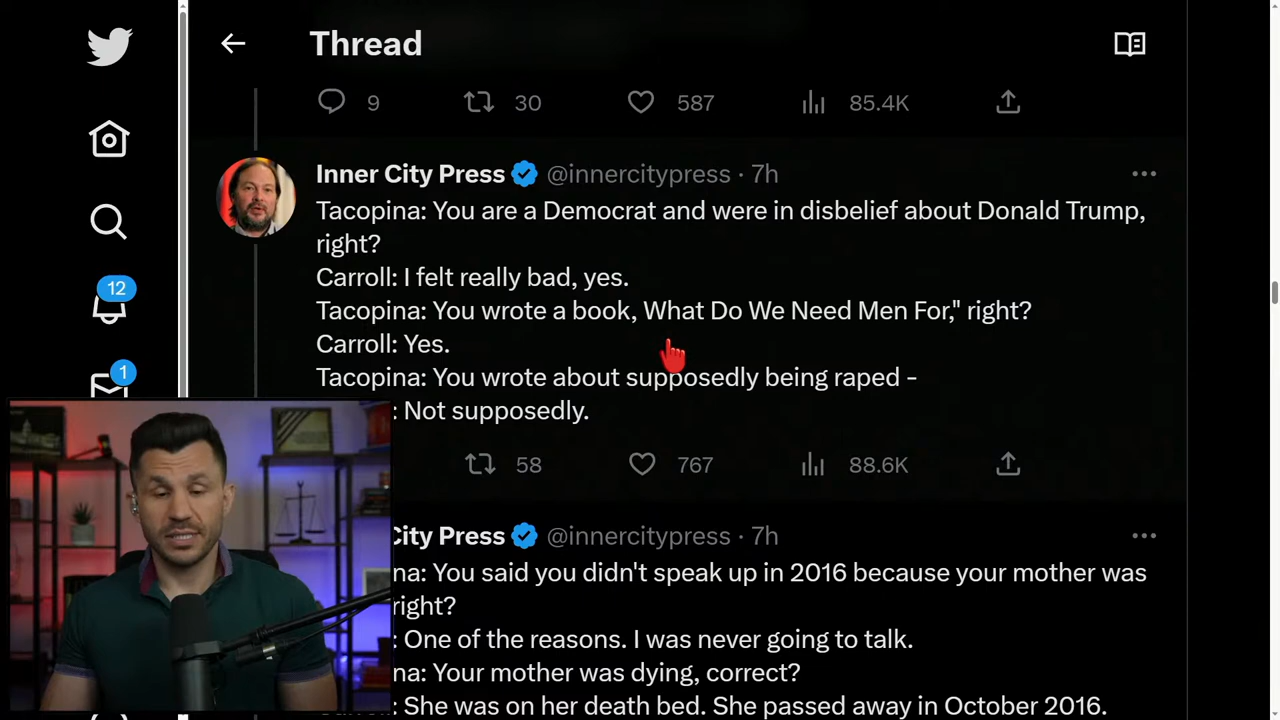 Thread
9 30 587 85.4K
Inner City Press @innercitypress · 7h
Tacopina: You are a Democrat and were in disbelief about Donald Trump,
right?
Carroll: I felt really bad, yes.
Tacopina: You wrote a book, What Do We Need Men For," right?
Carroll: Yes.
Tacopina: You wrote about supposedly being raped -
: Not supposedly.
58 767 88.6K
City Press @innercitypress · 7h
na: You said you didn't speak up in 2016 because your mother was
right?
: One of the reasons. I was never going to talk.
na: Your mother was dying, correct?
: She was on her death bed. She passed away in October 2016.
12
1